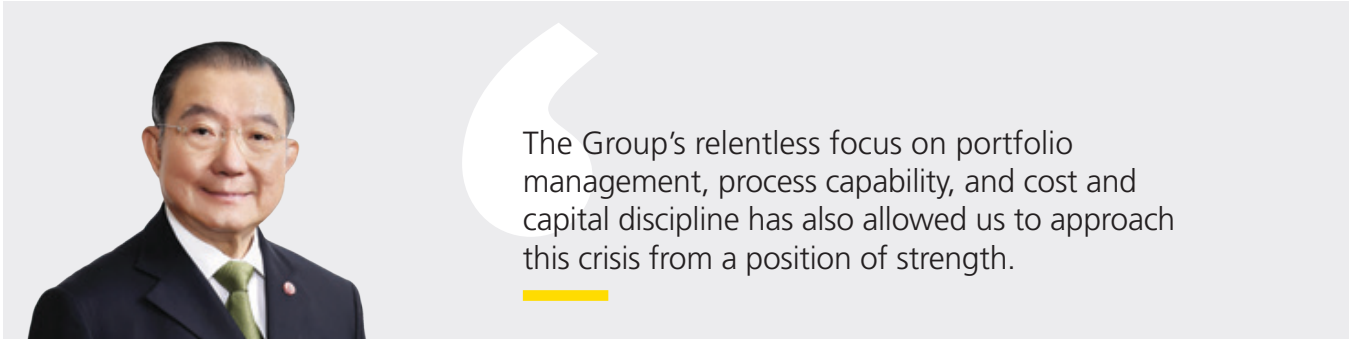 The Group’s relentless focus on portfolio
management, process capability, and cost and
capital discipline has also allowed us to approach
this crisis from a position of strength.